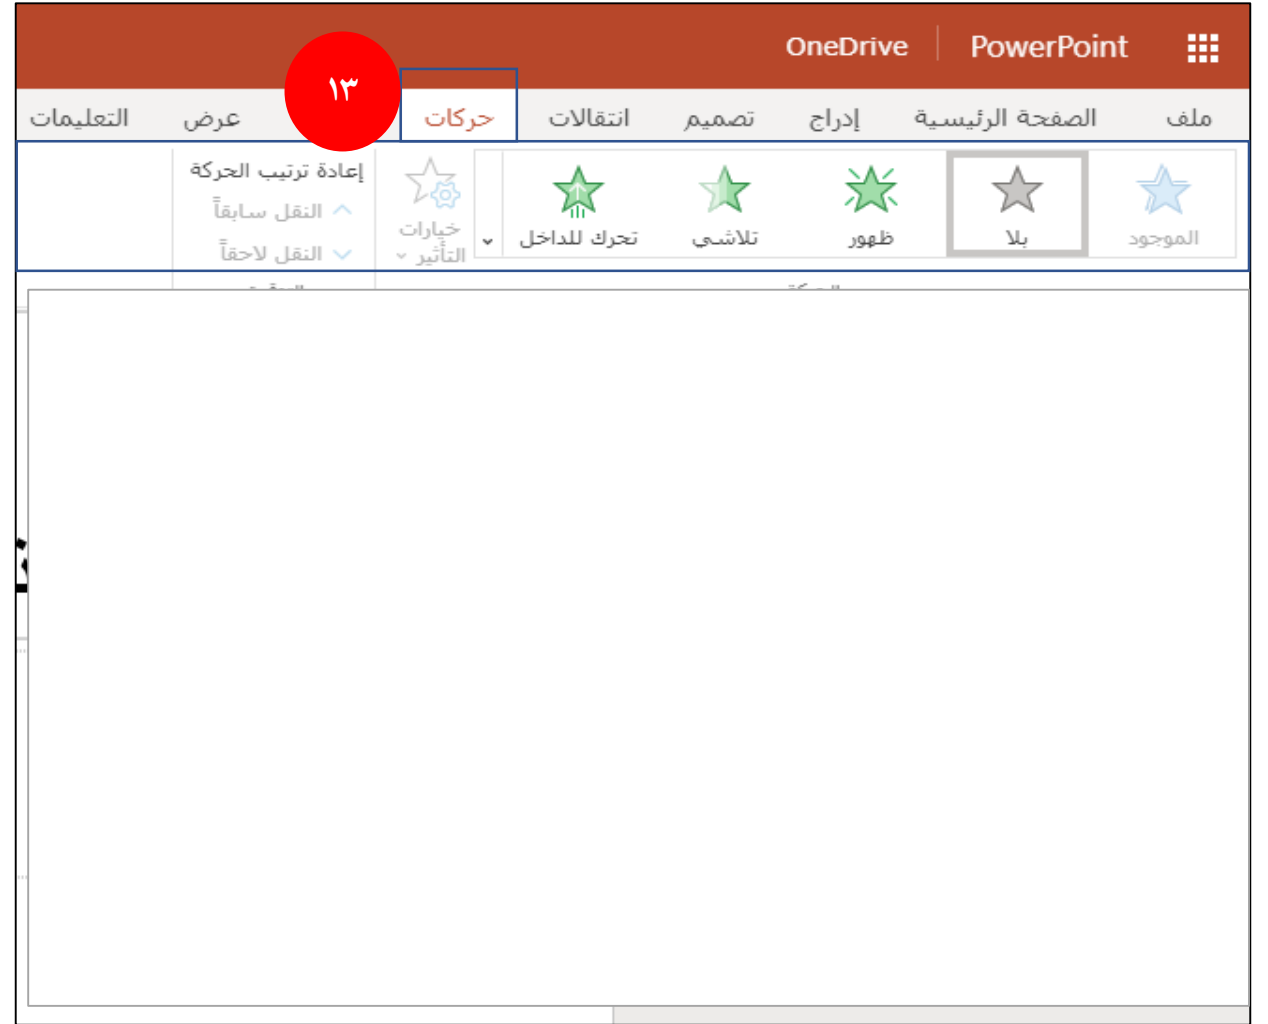 PowerPoint | OneDrive
١٣
ملف الصفحة الرئيسية إدراج تصميم انتقالات حركات عرض التعليمات
الموجود
بلا
ظهور
تلاشي
تحرك للداخل
خيارات
التأثير
إعادة ترتيب الحركة
النقل سابقاً
النقل لاحقاً